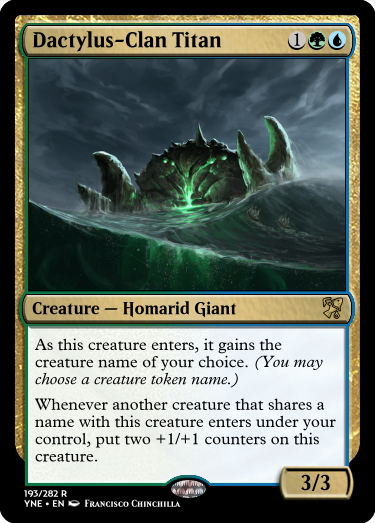 Dactylus-Clan Titan 1
Creature — Homarid Giant
As this creature enters, it gains the
creature name of your choice. (You may
choose a creature token name.)
Whenever another creature that shares a
name with this creature enters under your
control, put two +1/+1 counters on this
creature.
3/3
193/282 R
YNE • EN Francisco Chinchilla